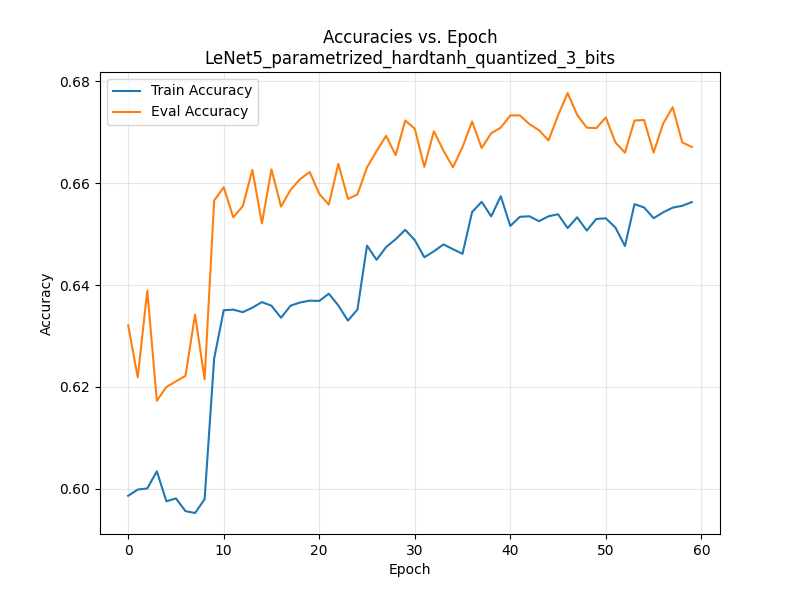 Accuracies vs. Epoch
LeNet5_parametrized_hardtanh_quantized_3_bits
Train Accuracy
Eval Accuracy
0.68
0.66
0.64
0.62
0.60
Accuracy
0 10 20 30 40 50 60
Epoch